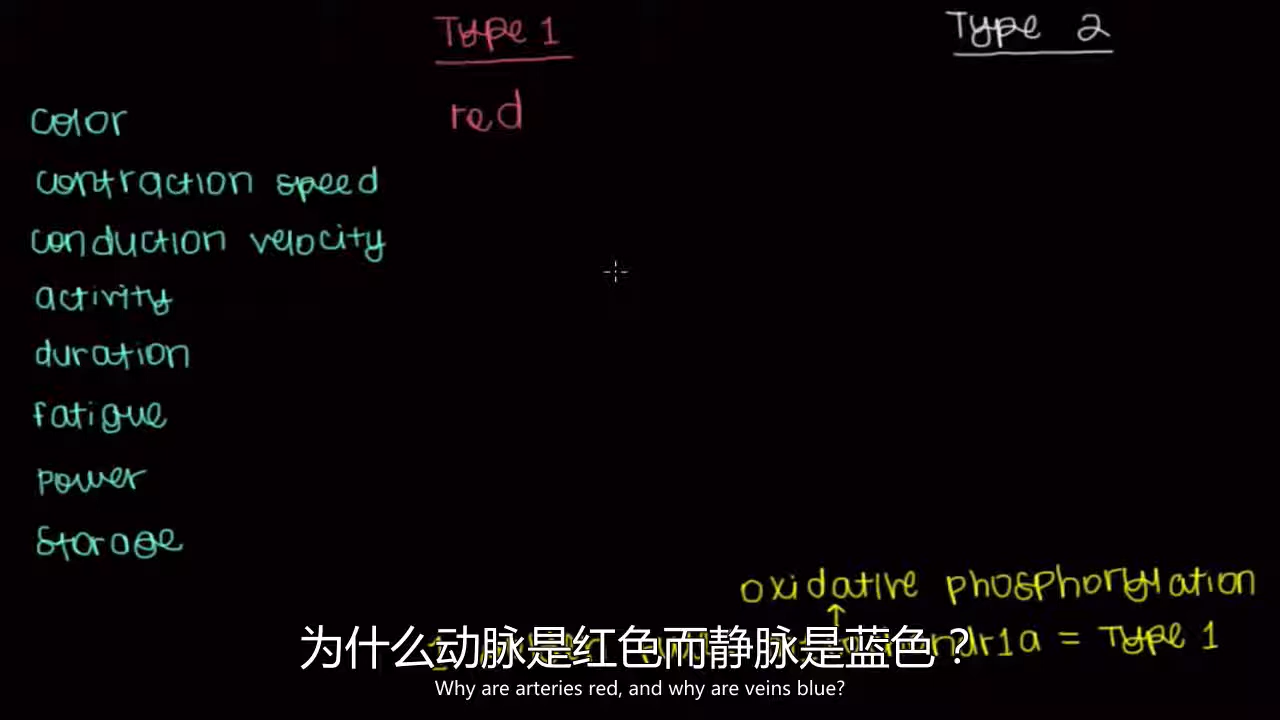 Type 1 Type 2
color red
contraction speed
conduction velocity
activity
duration
fatigue
power
storage
oxidative phosphorylation
= Type 1
为什么动脉是红色而静脉是蓝色？
Why are arteries red, and why are veins blue?